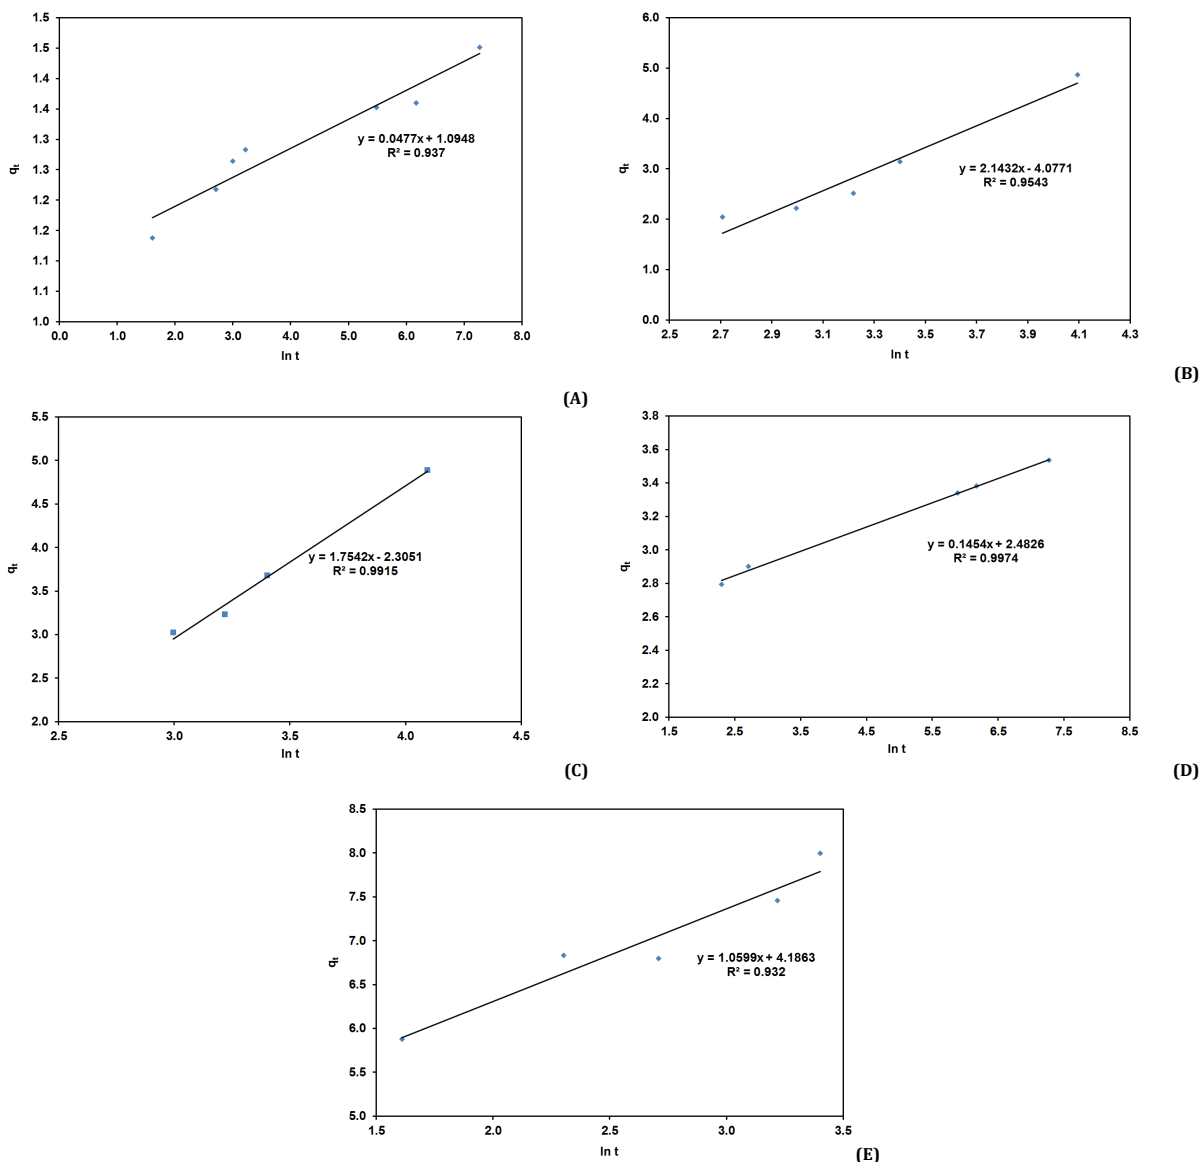 1.5
1.5
1.4
1.4
1.3
1.3
1.2
1.2
1.1
1.1
1.0
qt
0.0 1.0 2.0 3.0 4.0 5.0 6.0 7.0 8.0
ln t
y = 0.0477x + 1.0948
R² = 0.937
(A)
6.0
5.0
4.0
3.0
2.0
1.0
0.0
qt
2.5 2.7 2.9 3.1 3.3 3.5 3.7 3.9 4.1 4.3
ln t
y = 2.1432x - 4.0771
R² = 0.9543
(B)
5.5
5.0
4.5
4.0
3.5
3.0
2.5
2.0
qt
2.5 3.0 3.5 4.0 4.5
ln t
y = 1.7542x - 2.3051
R² = 0.9915
(C)
3.8
3.6
3.4
3.2
3.0
2.8
2.6
2.4
2.2
2.0
qt
1.5 2.5 3.5 4.5 5.5 6.5 7.5 8.5
ln t
y = 0.1454x + 2.4826
R² = 0.9974
(D)
8.5
8.0
7.5
7.0
6.5
6.0
5.5
5.0
qt
1.5 2.0 2.5 3.0 3.5
ln t
y = 1.0599x + 4.1863
R² = 0.932
(E)